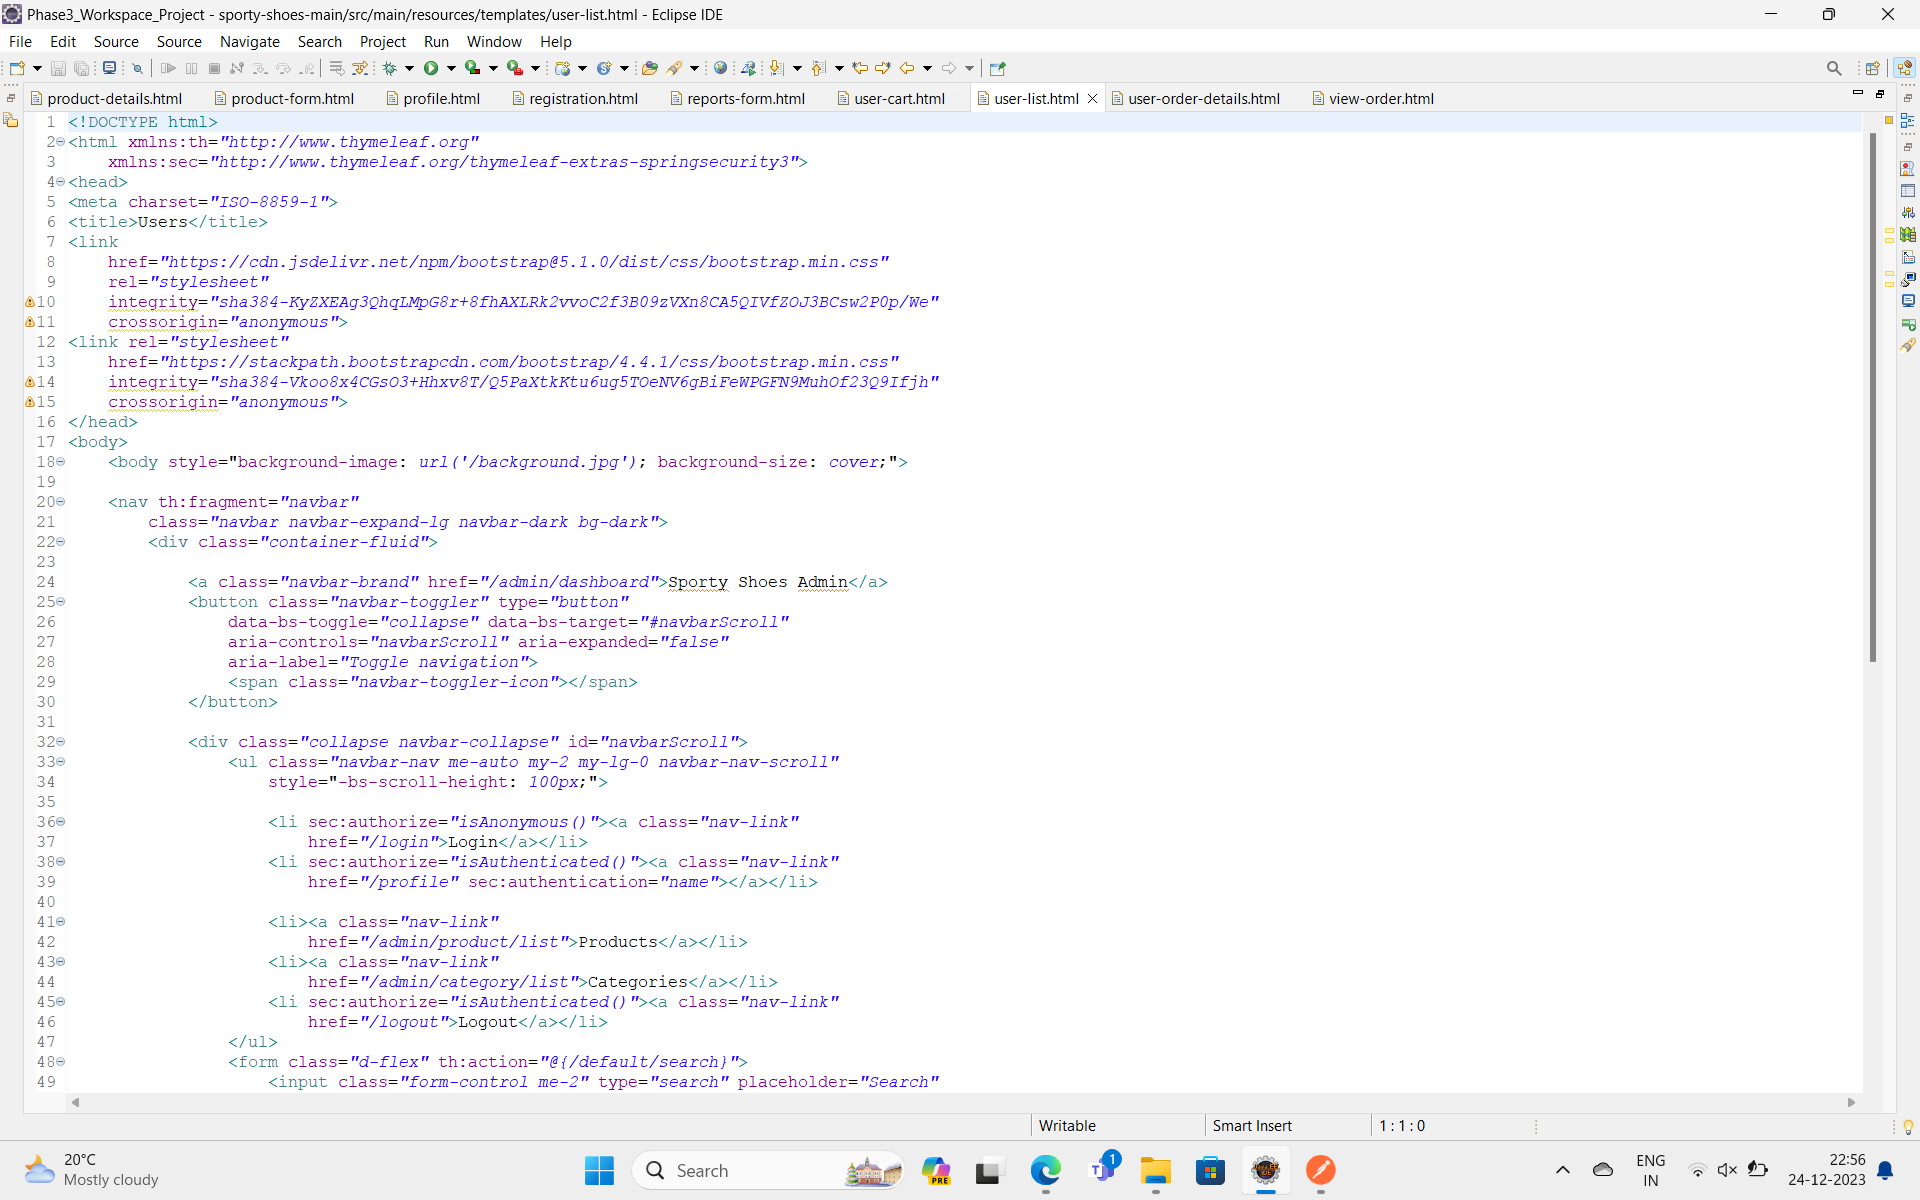 Phase3_Workspace_Project - sporty-shoes-main/src/main/resources/templates/user-list.html - Eclipse IDE
File Edit Source Source Navigate Search Project Run Window Help
product-details.html product-form.html profile.html registration.html reports-form.html user-cart.html user-list.html user-order-details.html view-order.html
1 <!DOCTYPE html>
2 <html xmlns:th="http://www.thymeleaf.org"
3 xmlns:sec="http://www.thymeleaf.org/thymeleaf-extras-springsecurity3">
4 <head>
5 <meta charset="ISO-8859-1">
6 <title>Users</title>
7 <link
8 href="https://cdn.jsdelivr.net/npm/bootstrap@5.1.0/dist/css/bootstrap.min.css"
9 rel="stylesheet"
10 integrity="sha384-KyZXEAg3QhqLMpG8r+8fhAXLRk2vvoC2f3B09zVXn8CA5QIVfZOJ3BCsw2P0p/We"
11 crossorigin="anonymous">
12 <link rel="stylesheet"
13 href="https://stackpath.bootstrapcdn.com/bootstrap/4.4.1/css/bootstrap.min.css"
14 integrity="sha384-Vkoo8x4CGsO3+Hhxv8T/Q5PaXtkKtu6ug5TOeNV6gBiFeWPGFN9MuhOf23Q9Ifjh"
15 crossorigin="anonymous">
16 </head>
17 <body>
18 <body style="background-image: url('/background.jpg'); background-size: cover;">
19
20 <nav th:fragment="navbar"
21 class="navbar navbar-expand-lg navbar-dark bg-dark">
22 <div class="container-fluid">
23
24 <a class="navbar-brand" href="/admin/dashboard">Sporty Shoes Admin</a>
25 <button class="navbar-toggler" type="button"
26 data-bs-toggle="collapse" data-bs-target="#navbarScroll"
27 aria-controls="navbarScroll" aria-expanded="false"
28 aria-label="Toggle navigation">
29 <span class="navbar-toggler-icon"></span>
30 </button>
31
32 <div class="collapse navbar-collapse" id="navbarScroll">
33 <ul class="navbar-nav me-auto my-2 my-lg-0 navbar-nav-scroll"
34 style="-bs-scroll-height: 100px;">
35
36 <li sec:authorize="isAnonymous()"><a class="nav-link"
37 href="/login">Login</a></li>
38 <li sec:authorize="isAuthenticated()"><a class="nav-link"
39 href="/profile" sec:authentication="name"></a></li>
40
41 <li><a class="nav-link"
42 href="/admin/product/list">Products</a></li>
43 <li><a class="nav-link"
44 href="/admin/category/list">Categories</a></li>
45 <li sec:authorize="isAuthenticated()"><a class="nav-link"
46 href="/logout">Logout</a></li>
47 </ul>
48 <form class="d-flex" th:action="@{/default/search}">
49 <input class="form-control me-2" type="search" placeholder="Search"
Writable Smart Insert 1 : 1 : 0
20°C
Mostly cloudy
Search
PRE
1
ENG
IN
22:56
24-12-2023